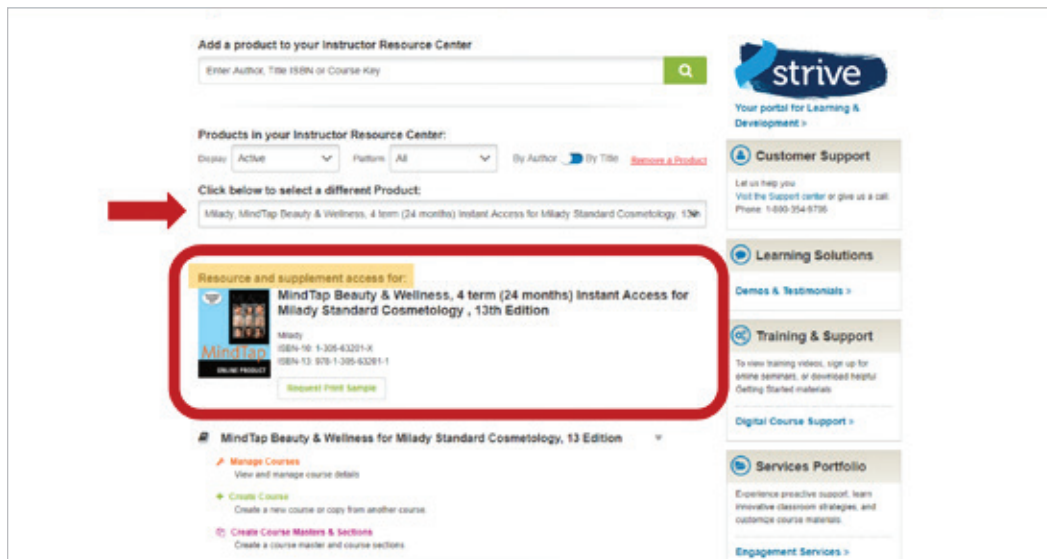 Add a product to your Instructor Resource Center
Enter Author, Title ISBN or Course Key
Products in your Instructor Resource Center:
Display Active Platform All By Author By Title Remove a Product
Click below to select a different Product:
Milady, MindTap Beauty & Wellness, 4 term (24 months) Instant Access for Milady Standard Cosmetology, 13th
Resource and supplement access for:
MindTap Beauty & Wellness, 4 term (24 months) Instant Access for
Milady Standard Cosmetology , 13th Edition
Milady
ISBN-10: 1-305-63201-X
ISBN-13: 978-1-305-63201-1
MindTap
ONLINE PRODUCT
Request Print Sample
MindTap Beauty & Wellness for Milady Standard Cosmetology, 13 Edition
Manage Courses
View and manage course details
Create Course
Create a new course or copy from another course.
Create Course Masters & Sections
Create a course master and course sections
strive
Your portal for Learning &
Development >
Customer Support
Let us help you
Visit the Support center or give us a call.
Phone: 1-800-354-9706
Learning Solutions
Demos & Testimonials >
Training & Support
To view training videos, sign up for
online seminars, or download helpful
Getting Started materials
Digital Course Support >
Services Portfolio
Experience proactive support, learn
innovative classroom strategies, and
customize course materials.
Engagement Services >